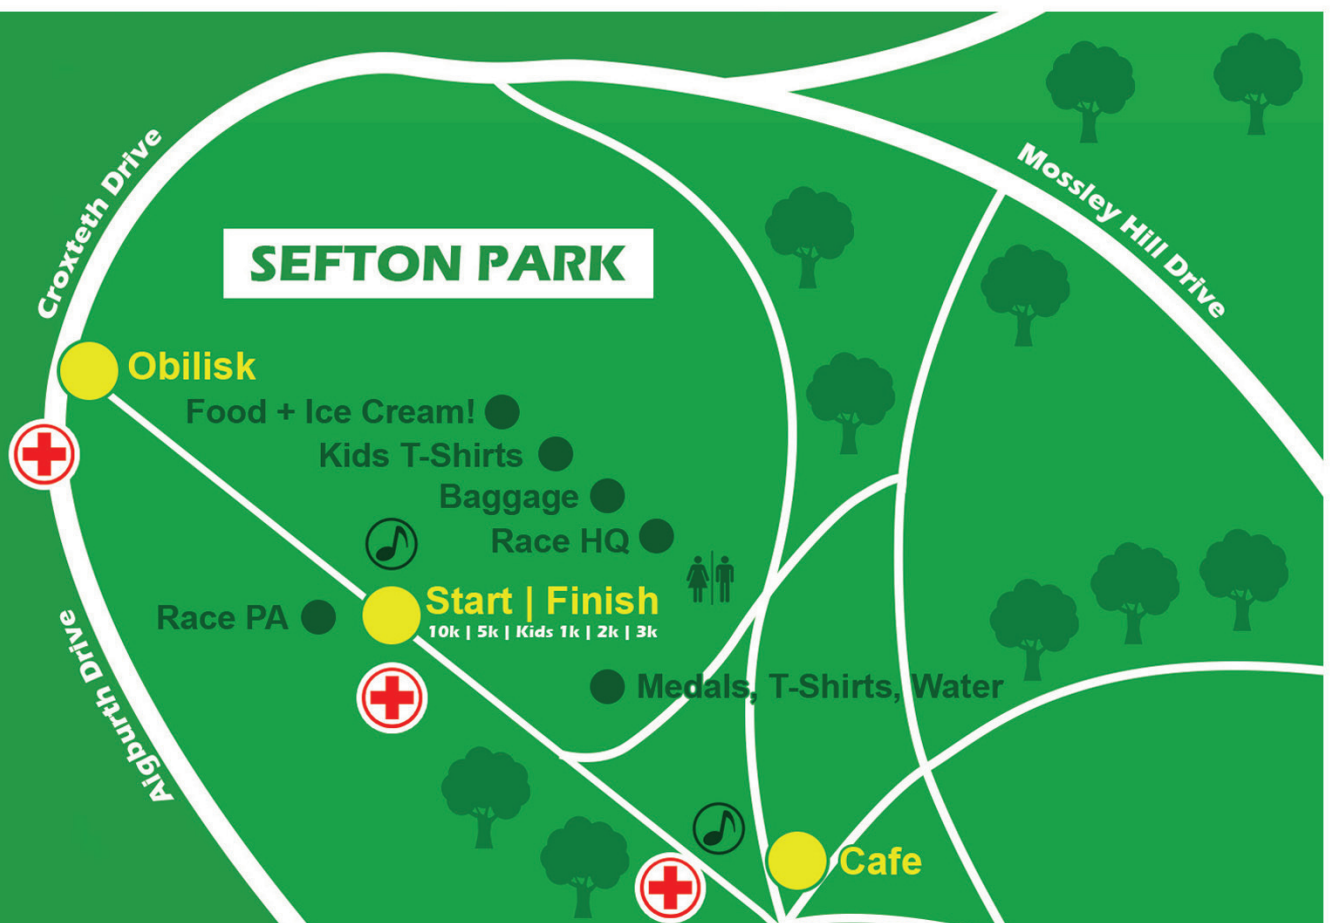 Croxteth Drive
Mossley Hill Drive
SEFTON PARK
Obilisk
Food + Ice Cream!
Kids T-Shirts
Baggage
Race HQ
Start | Finish
10k | 5k | Kids 1k | 2k | 3k
Race PA
Aigburth Drive
Medals, T-Shirts, Water
Cafe